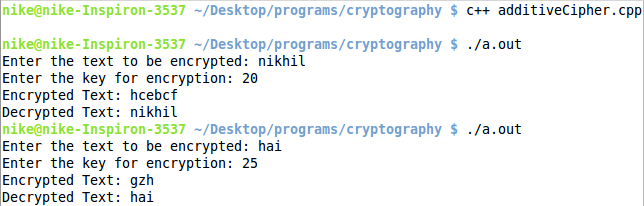 nike@nike-Inspiron-3537 ~/Desktop/programs/cryptography $ c++ additiveCipher.cpp
nike@nike-Inspiron-3537 ~/Desktop/programs/cryptography $ ./a.out
Enter the text to be encrypted: nikhil
Enter the key for encryption: 20
Encrypted Text: hcebcf
Decrypted Text: nikhil
nike@nike-Inspiron-3537 ~/Desktop/programs/cryptography $ ./a.out
Enter the text to be encrypted: hai
Enter the key for encryption: 25
Encrypted Text: gzh
Decrypted Text: hai